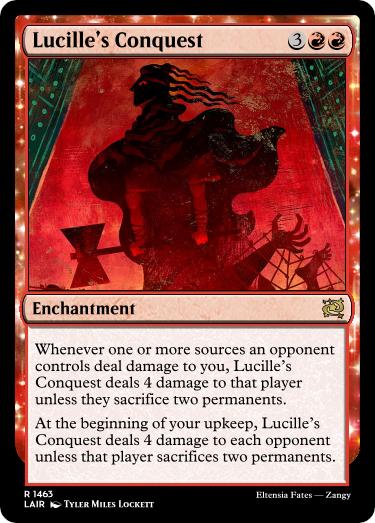 Lucille's Conquest 3
Enchantment
Whenever one or more sources an opponent
controls deal damage to you, Lucille's
Conquest deals 4 damage to that player
unless they sacrifice two permanents.
At the beginning of your upkeep, Lucille's
Conquest deals 4 damage to each opponent
unless that player sacrifices two permanents.
R 1463
LAIR Tyler Miles Lockett
Eltensia Fates — Zangy